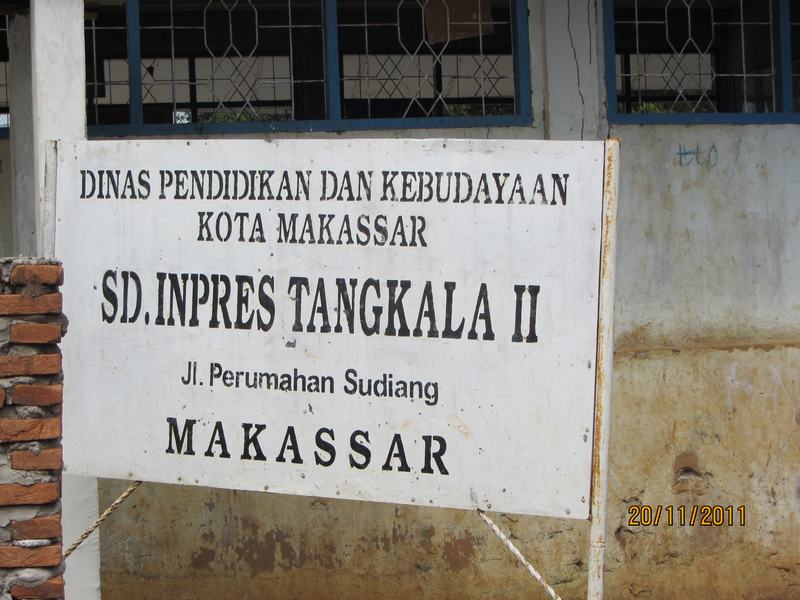 DINAS PENDIDIKAN DAN KEBUDAYAAN
KOTA MAKASSAR
SD. INPRES TANGKALA II
Jl. Perumahan Sudiang
MAKASSAR
20/11/2011